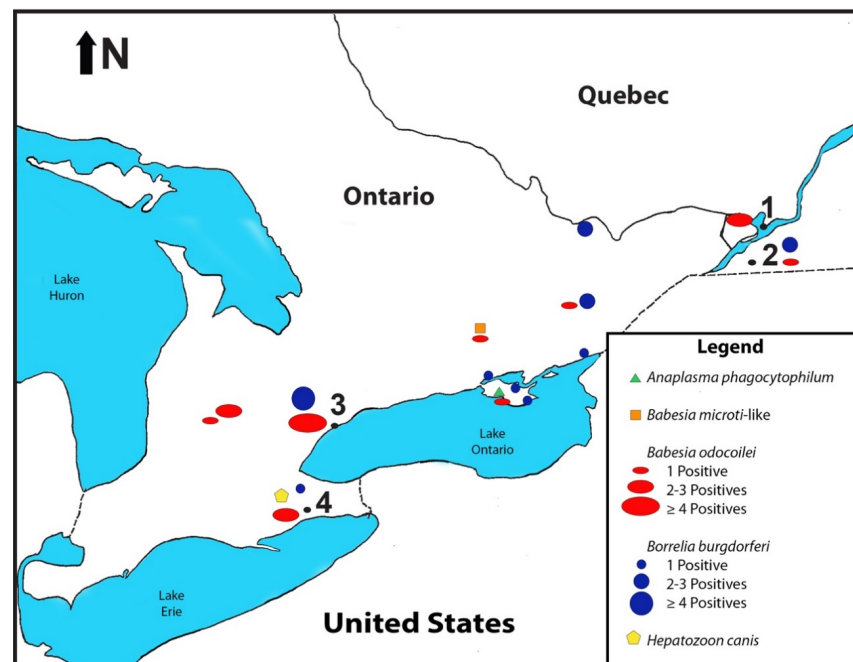 N
Quebec
Ontario
1
2
Lake
Huron
3
Lake
Ontario
4
Lake
Erie
United States
Legend
Anaplasma phagocytophilum
Babesia microti-like
Babesia odocoilei
1 Positive
2-3 Positives
≥ 4 Positives
Borrelia burgdorferi
1 Positive
2-3 Positives
≥ 4 Positives
Hepatozoon canis